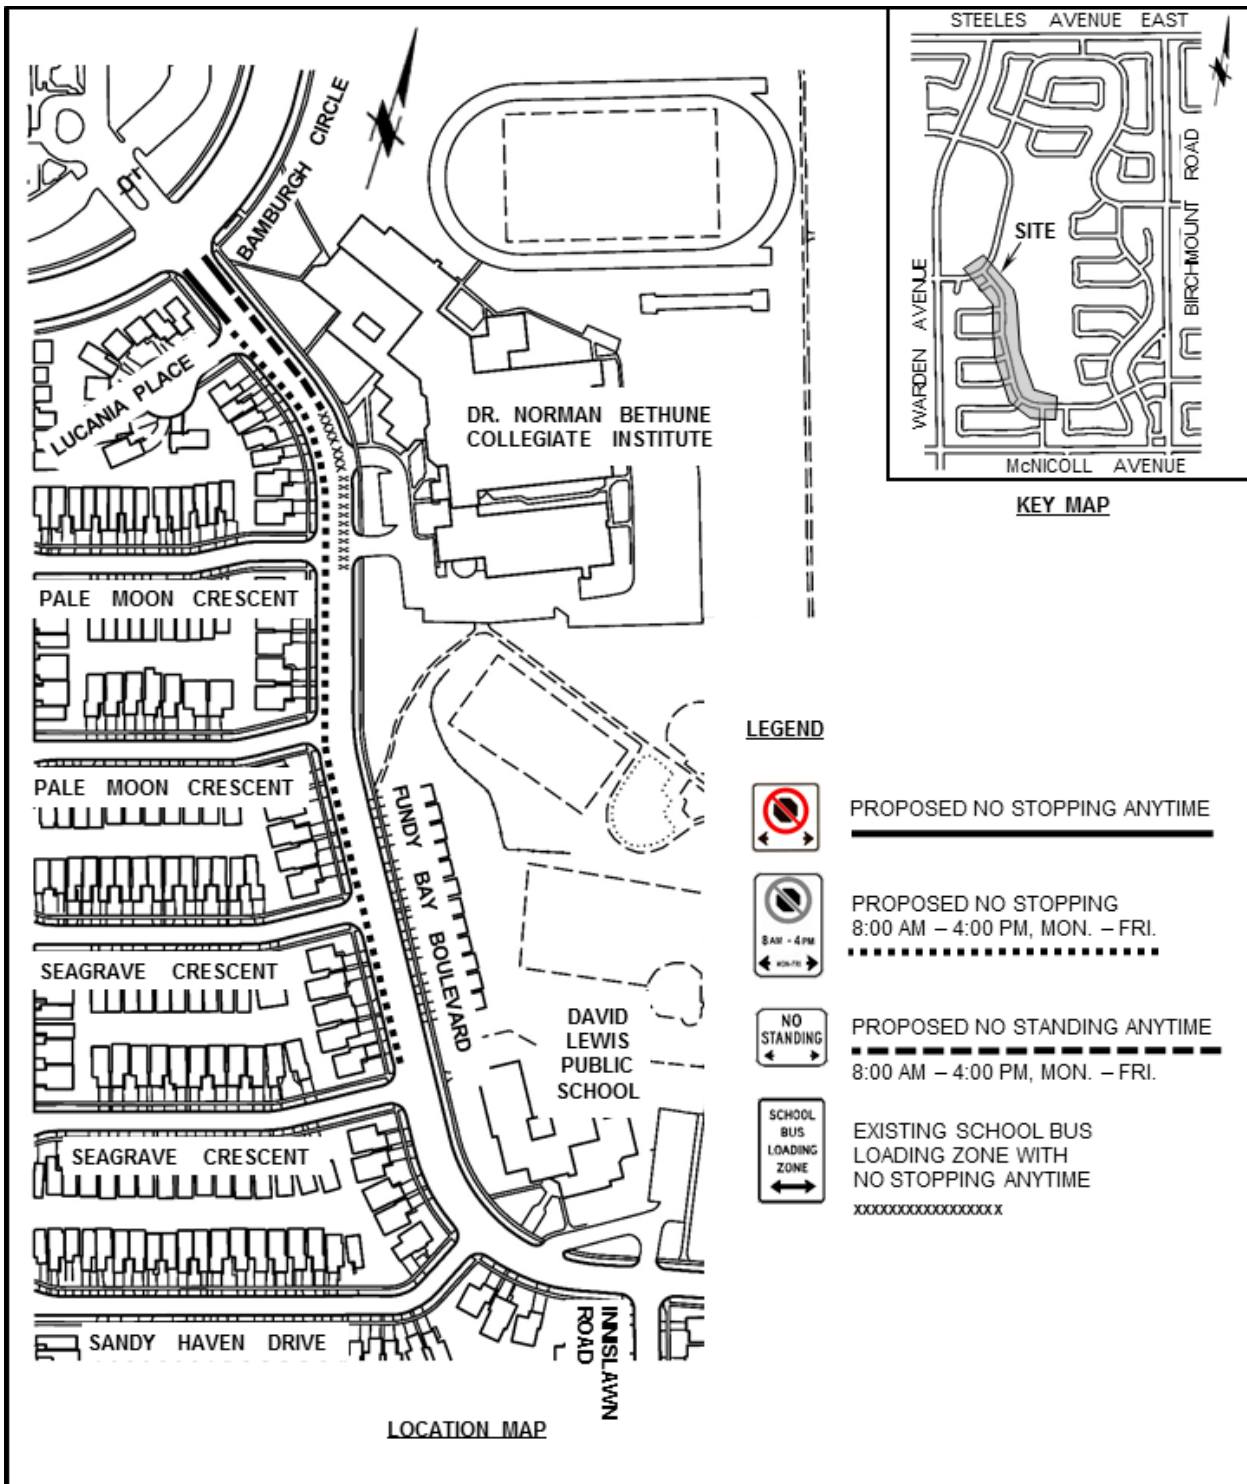 STEELES AVENUE EAST
BIRCHMOUNT ROAD
SITE
WARDEN AVENUE
McNICOLL AVENUE
KEY MAP
BAMBURGH CIRCLE
LUCANIA PLACE
DR. NORMAN BETHUNE
COLLEGIATE INSTITUTE
PALE MOON CRESCENT
PALE MOON CRESCENT
FUNDY BAY BOULEVARD
SEAGRAVE CRESCENT
DAVID
LEWIS
PUBLIC
SCHOOL
SEAGRAVE CRESCENT
SANDY HAVEN DRIVE
INNISLAWN
ROAD
LOCATION MAP
LEGEND
PROPOSED NO STOPPING ANYTIME
8AM - 4PM
MON-FRI
PROPOSED NO STOPPING
8:00 AM – 4:00 PM, MON. – FRI.
NO
STANDING
PROPOSED NO STANDING ANYTIME
8:00 AM – 4:00 PM, MON. – FRI.
SCHOOL
BUS
LOADING
ZONE
EXISTING SCHOOL BUS
LOADING ZONE WITH
NO STOPPING ANYTIME
xxxxxxxxxxxxxxxxx